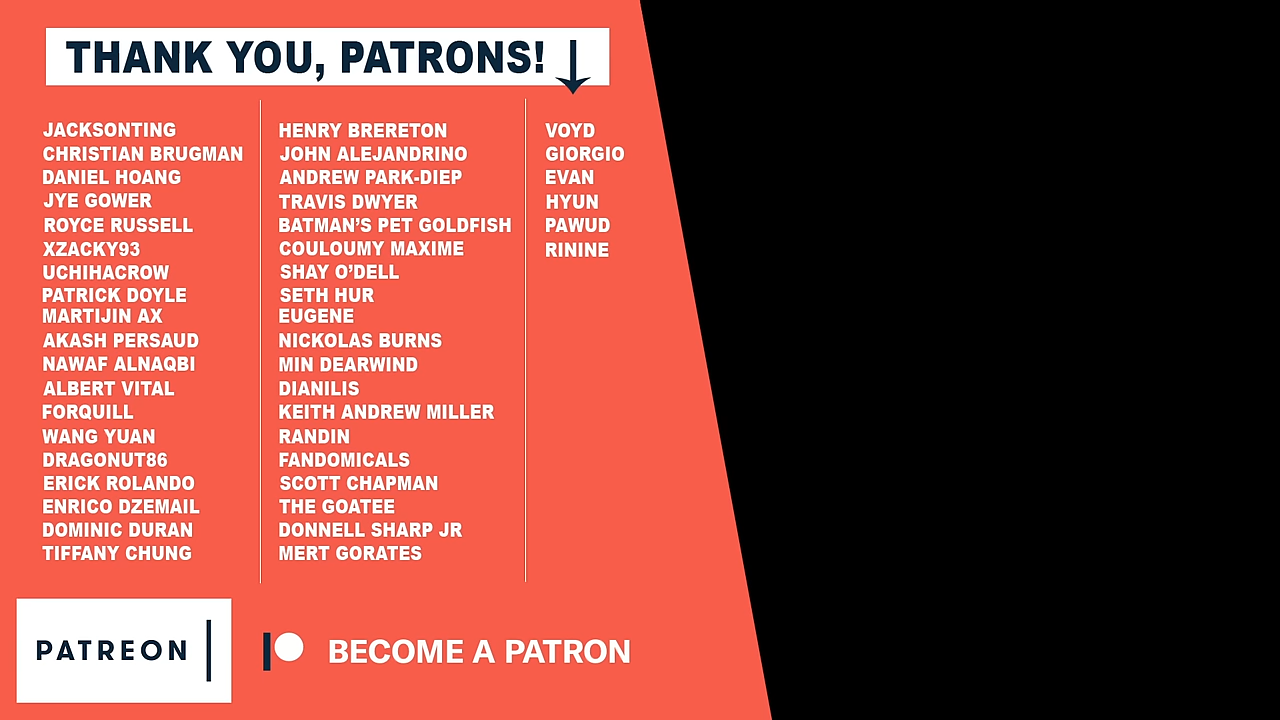 THANK YOU, PATRONS!
JACKSONTING
CHRISTIAN BRUGMAN
DANIEL HOANG
JYE GOWER
ROYCE RUSSELL
XZACKY93
UCHIHACROW
PATRICK DOYLE
MARTIJIN AX
AKASH PERSAUD
NAWAF ALNAQBI
ALBERT VITAL
FORQUILL
WANG YUAN
DRAGONUT86
ERICK ROLANDO
ENRICO DZEMAIL
DOMINIC DURAN
TIFFANY CHUNG
HENRY BRERETON
JOHN ALEJANDRINO
ANDREW PARK-DIEP
TRAVIS DWYER
BATMAN’S PET GOLDFISH
COULOUMY MAXIME
SHAY O’DELL
SETH HUR
EUGENE
NICKOLAS BURNS
MIN DEARWIND
DIANILIS
KEITH ANDREW MILLER
RANDIN
FANDOMICALS
SCOTT CHAPMAN
THE GOATEE
DONNELL SHARP JR
MERT GORATES
VOYD
GIORGIO
EVAN
HYUN
PAWUD
RININE
PATREON
BECOME A PATRON